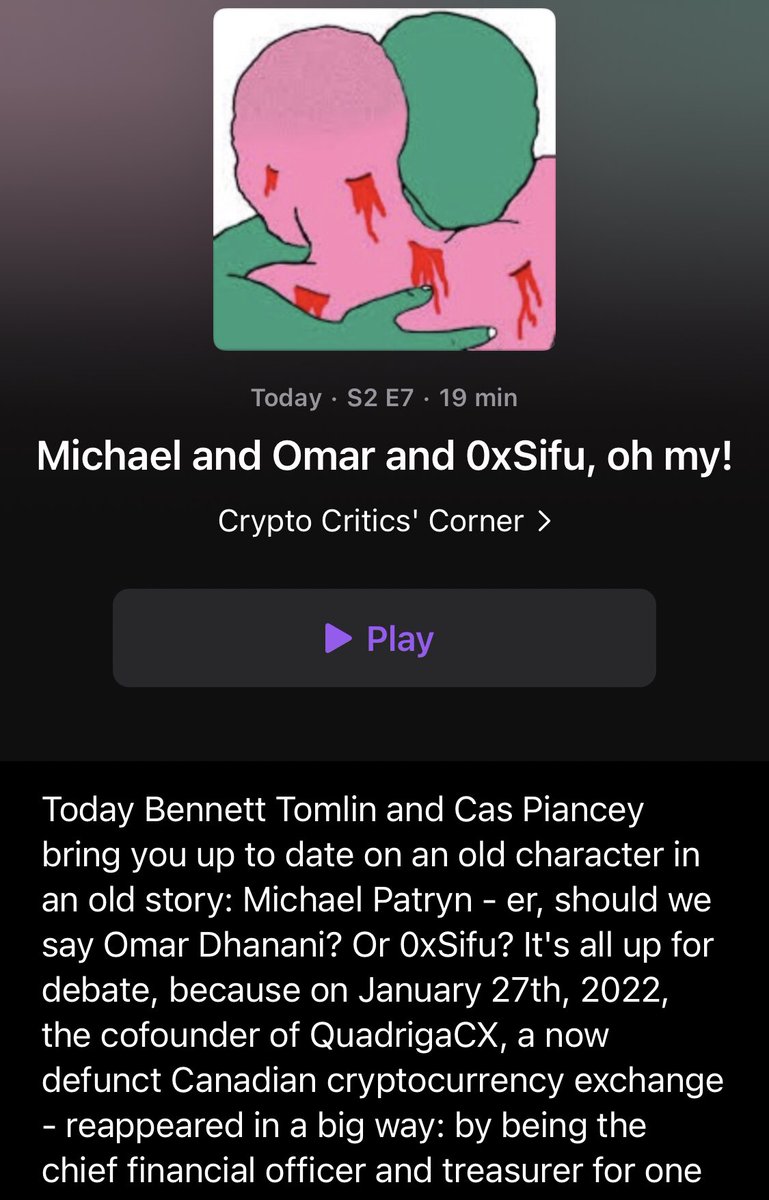 Today · S2 E7 · 19 min
Michael and Omar and 0xSifu, oh my!
Crypto Critics' Corner >
Play
Today Bennett Tomlin and Cas Piancey
bring you up to date on an old character in
an old story: Michael Patryn - er, should we
say Omar Dhanani? Or 0xSifu? It's all up for
debate, because on January 27th, 2022,
the cofounder of QuadrigaCX, a now
defunct Canadian cryptocurrency exchange
- reappeared in a big way: by being the
chief financial officer and treasurer for one